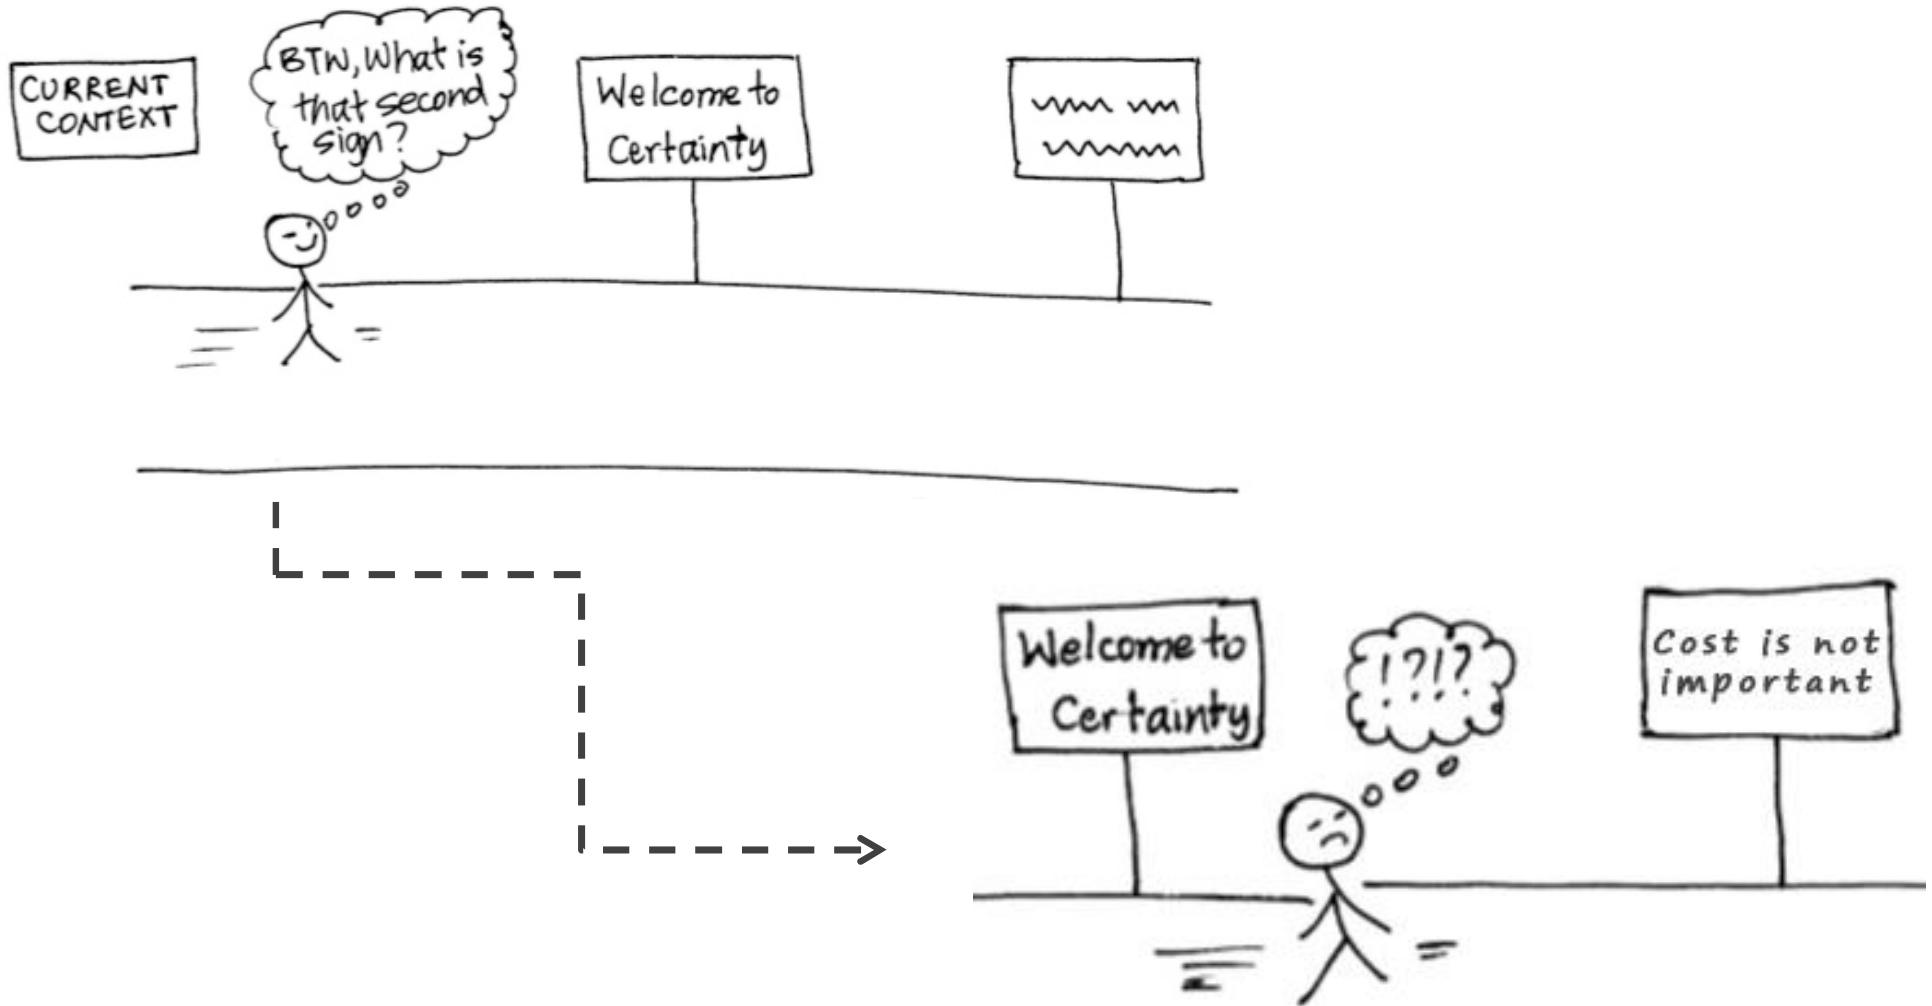 CURRENT
CONTEXT
BTW, What is
that second
sign?
Welcome to
Certainty
Welcome to
Certainty
!?!?
Cost is not
important